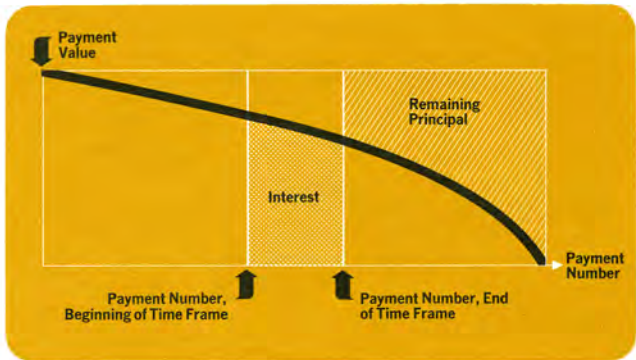 Payment
Value
Remaining
Principal
Interest
Payment
Number
Payment Number,
Beginning of Time Frame
Payment Number, End
of Time Frame